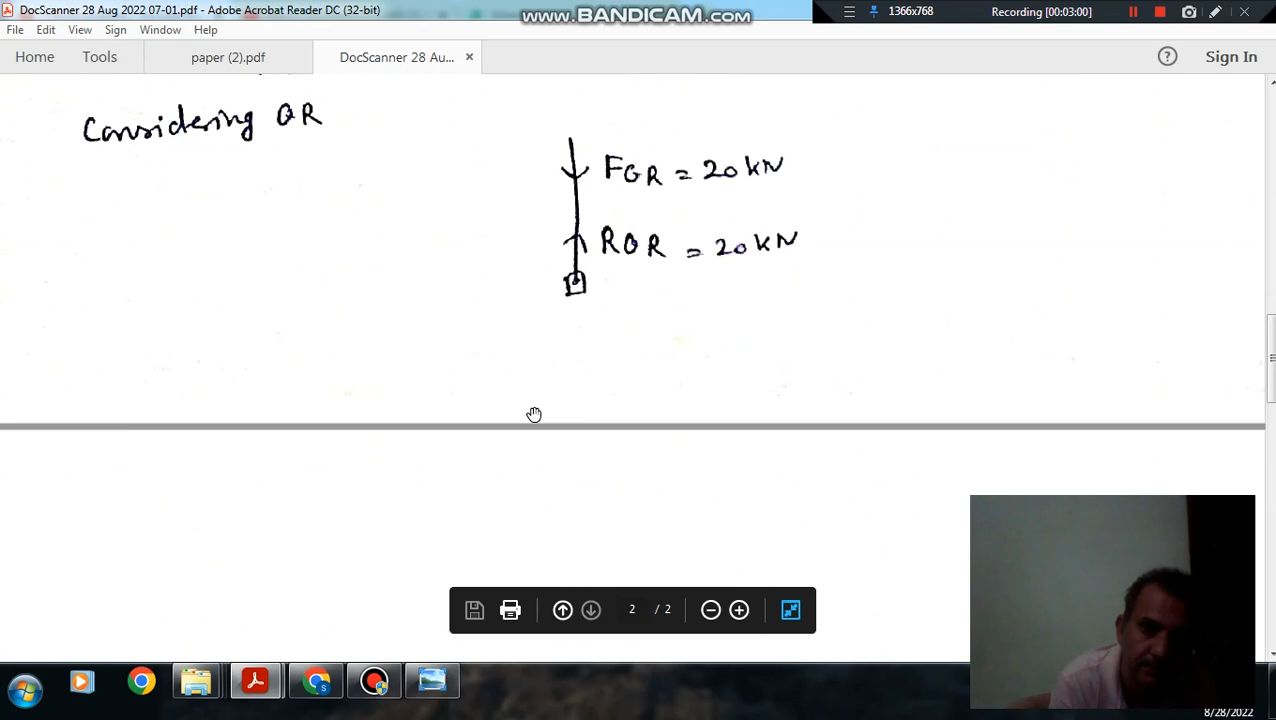 DocScanner 28 Aug 2022 07-01.pdf - Adobe Acrobat Reader DC (32-bit)
www.BANDICAM.com
1366x768
Recording [00:03:00]
File Edit View Sign Window Help
Home Tools paper (2).pdf DocScanner 28 Au... × ? Sign In
Considering QR
FQR = 20 kN
RQR = 20 kN
2 / 2
8/28/2022